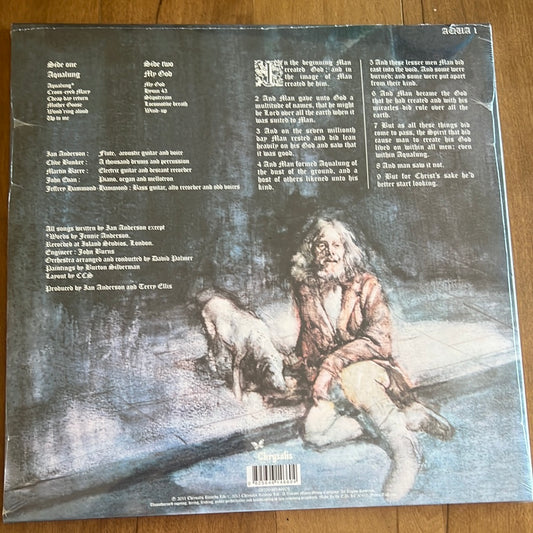 AQUA 1
Side one
Aqualung
Aqualung*
Cross-eyed Mary
Cheap day return
Mother Goose
Wond'ring aloud
Up to me
Side two
My God
My God
Hymn 43
Slipstream
Locomotive breath
Wind-up
Ian Anderson : Flute, acoustic guitar and voice
Clive Bunker : A thousand drums and percussion
Martin Barre : Electric guitar and descant recorder
John Evan : Piano, organ and mellotron
Jeffrey Hammond-Hammond : Bass guitar, alto recorder and odd voices
All songs written by Ian Anderson except
*Words by Jennie Anderson.
Recorded at Island Studios, London.
Engineer : John Burns
Orchestra arranged and conducted by David Palmer
Paintings by Burton Silverman
Layout by CCS
Produced by Ian Anderson and Terry Ellis
In the beginning Man
created God ; and in
the image of Man
created he him.
2 And Man gave unto God a
multitude of names, that he might
be Lord over all the earth when it
was suited to Man.
3 And on the seven millionth
day Man rested and did lean
heavily on his God and saw that
it was good.
4 And Man formed Aqualung of
the dust of the ground, and a
host of others likened unto his
kind.
5 And these lesser men Man did
cast into the void. And some were
burned; and some were put apart
from their kind.
6 And Man became the God
that he had created and with his
miracles did rule over all the
earth.
7 But as all these things did
come to pass, the Spirit that did
cause man to create his God
lived on within all men: even
within Aqualung.
8 And man saw it not.
9 But for Christ's sake he'd
better start looking.
Chrysalis